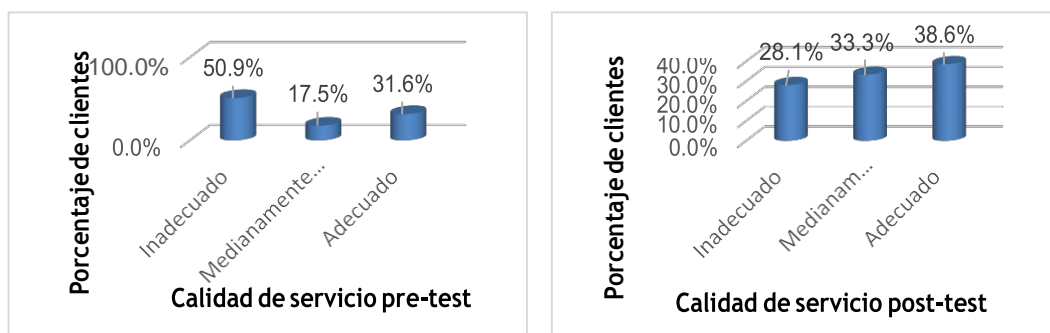 100.0%
50.9%
17.5%
31.6%
0.0%
Porcentaje de clientes
Inadecuado
Medianamente...
Adecuado
Calidad de servicio pre-test
40.0%
30.0%
20.0%
10.0%
0.0%
28.1%
33.3%
38.6%
Porcentaje de clientes
Inadecuado
Medianam...
Adecuado
Calidad de servicio post-test